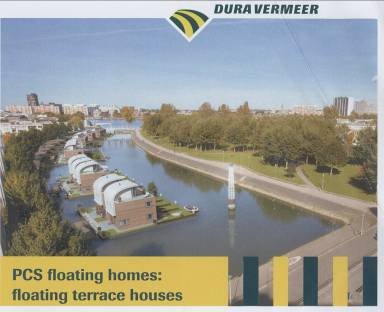 DURA VERMEER
PCS floating homes:
floating terrace houses